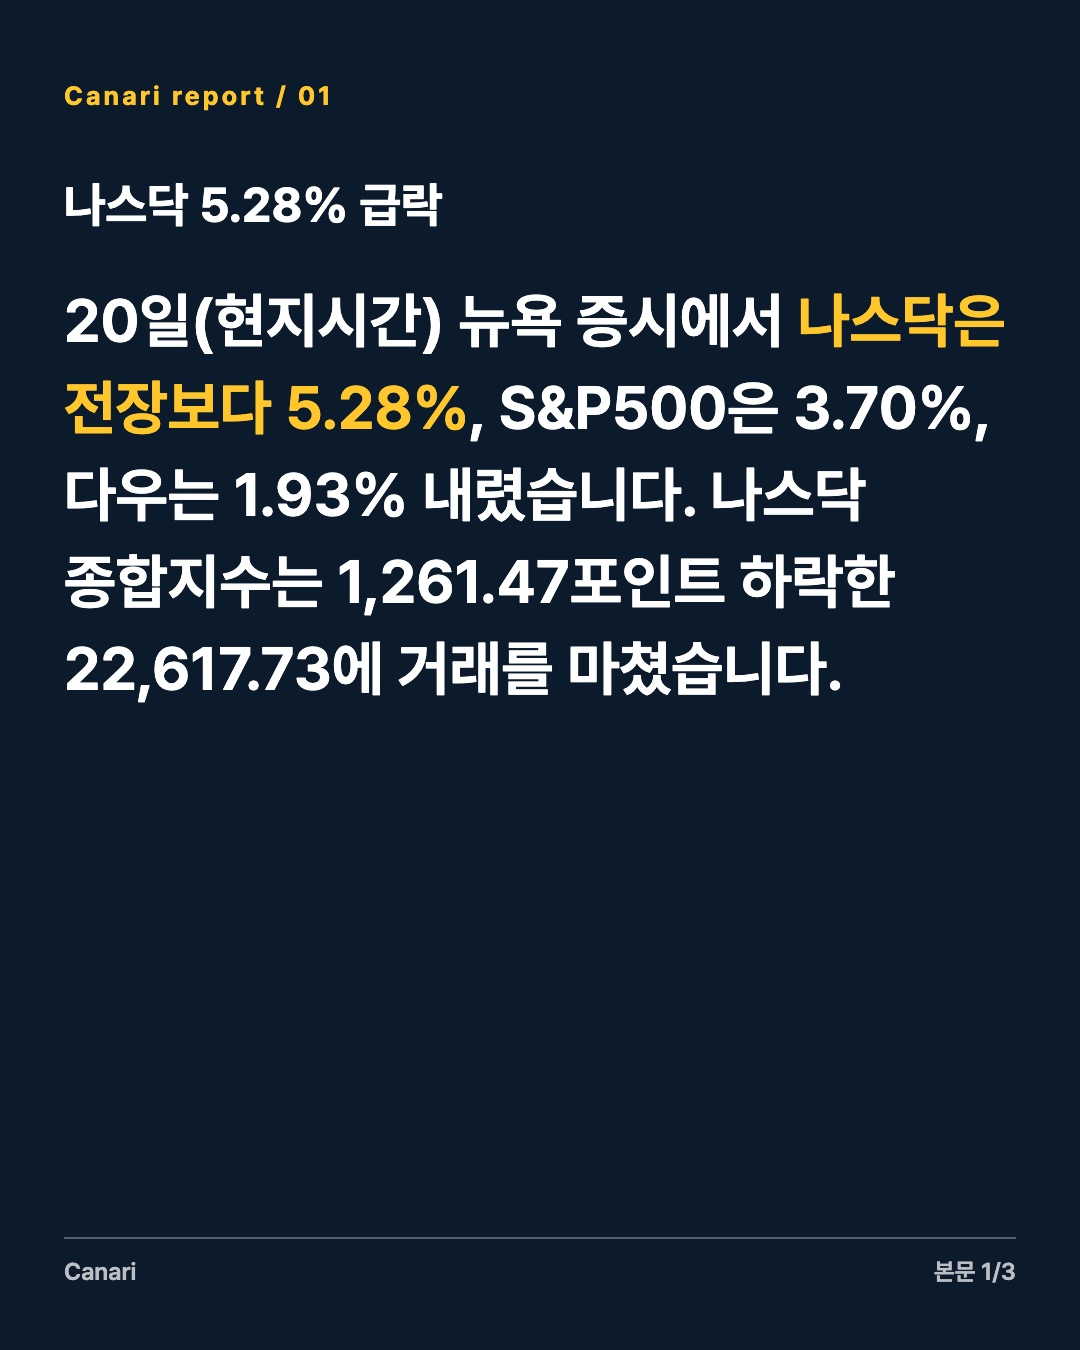 Canari report / 01
나스닥 5.28% 급락
20일(현지시간) 뉴욕 증시에서 나스닥은
전장보다 5.28%, S&P500은 3.70%,
다우는 1.93% 내렸습니다. 나스닥
종합지수는 1,261.47포인트 하락한
22,617.73에 거래를 마쳤습니다.
Canari
본문 1/3